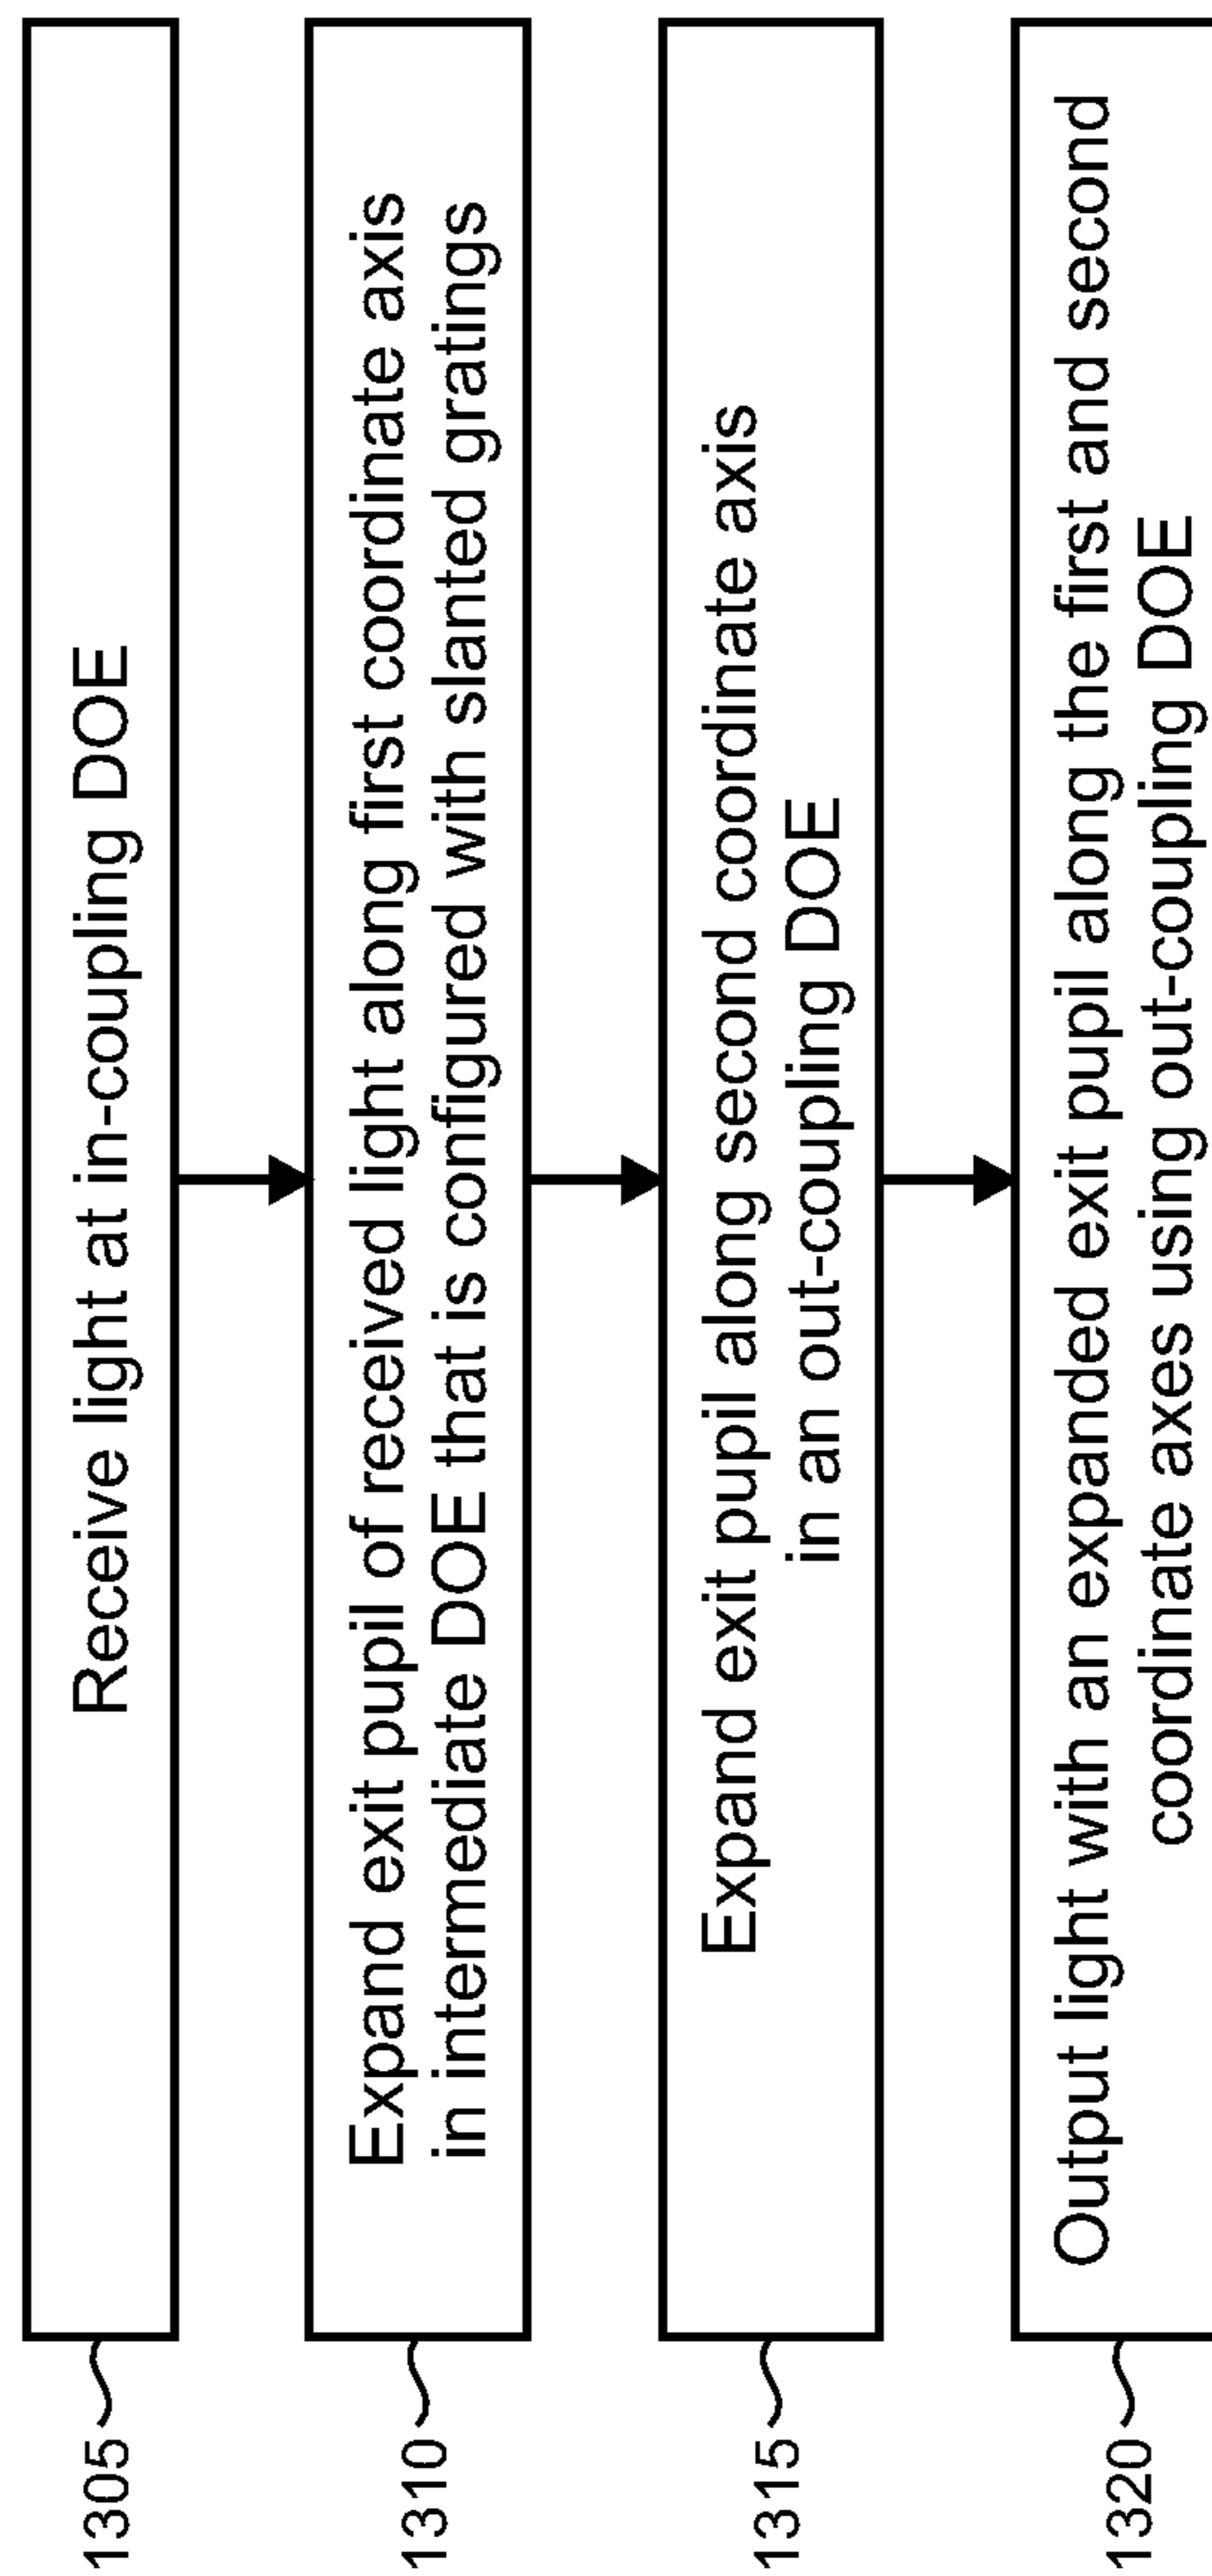 1305
Receive light at in-coupling DOE
1310
Expand exit pupil of received light along first coordinate axis
in intermediate DOE that is configured with slanted gratings
1315
Expand exit pupil along second coordinate axis
in an out-coupling DOE
1320
Output light with an expanded exit pupil along the first and second
coordinate axes using out-coupling DOE